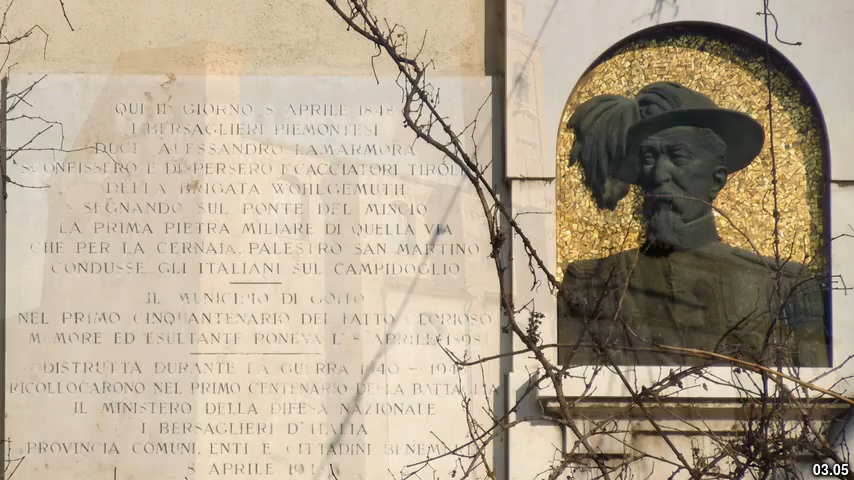 QUI IL GIORNO 8 APRILE 1848
I BERSAGLIERI PIEMONTESI
DUCE ALESSANDRO LAMARMORA
SCONFISSERO E DISPERSERO I CACCIATORI TIROLESI
DELLA BRIGATA WOHLGEMUTH
SEGNANDO SUL PONTE DEL MINCIO
LA PRIMA PIETRA MILIARE DI QUELLA VIA
CHE PER LA CERNAIA, PALESTRO SAN MARTINO
CONDUSSE GLI ITALIANI SUL CAMPIDOGLIO
IL MUNICIPIO DI GOITO
NEL PRIMO CINQUANTENARIO DEL FATTO GLORIOSO
MEMORE ED ESULTANTE PONEVA L' 8 APRILE 1898
DISTRUTTA DURANTE LA GUERRA 1940 - 194
RICOLLOCARONO NEL PRIMO CENTENARIO DELLA BATTAGLIA
IL MINISTERO DELLA DIFESA NAZIONALE
I BERSAGLIERI D'ITALIA
PROVINCIA COMUNI, ENTI E CITTADINI BENEMERITI
8 APRILE 1948
03.05